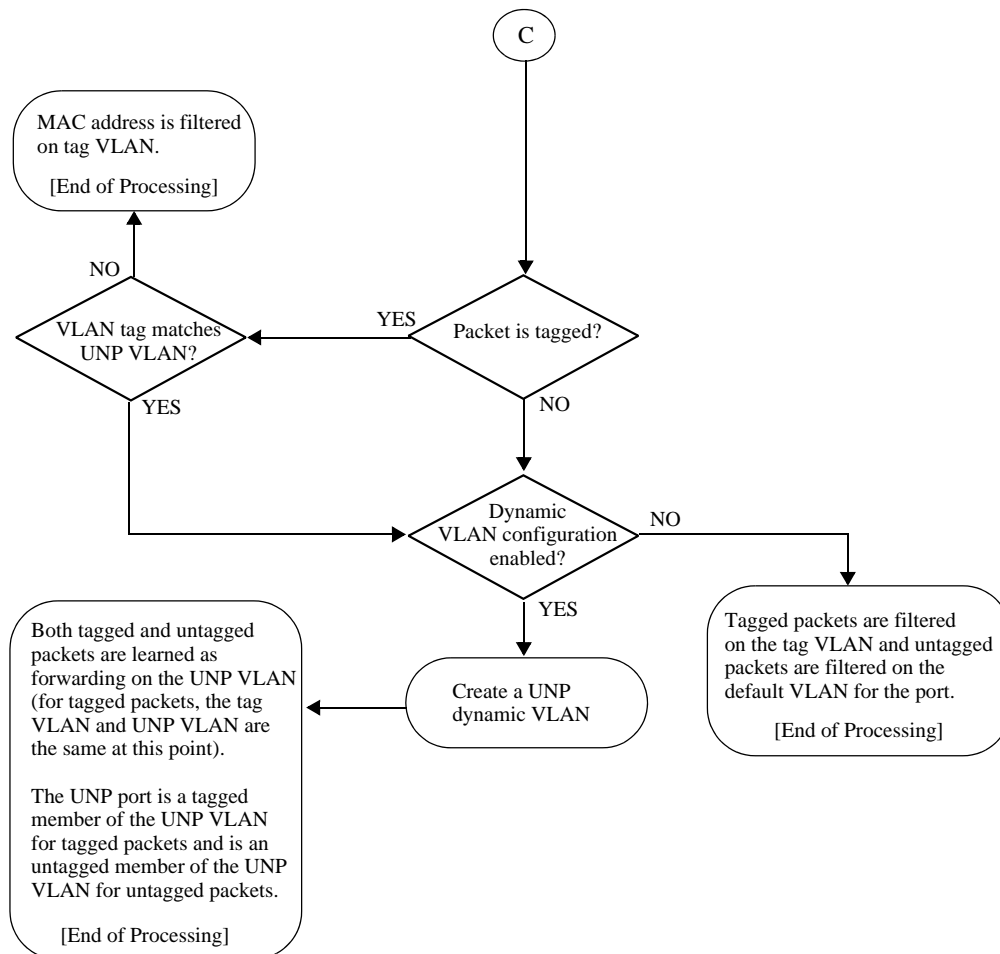 C
MAC address is filtered
on tag VLAN.
[End of Processing]
NO
YES
VLAN tag matches
UNP VLAN?
Packet is tagged?
YES
NO
Dynamic
VLAN configuration
enabled?
NO
YES
Both tagged and untagged
packets are learned as
forwarding on the UNP VLAN
(for tagged packets, the tag
VLAN and UNP VLAN are
the same at this point).
The UNP port is a tagged
member of the UNP VLAN
for tagged packets and is an
untagged member of the UNP
VLAN for untagged packets.
[End of Processing]
Create a UNP
dynamic VLAN
Tagged packets are filtered
on the tag VLAN and untagged
packets are filtered on the
default VLAN for the port.
[End of Processing]